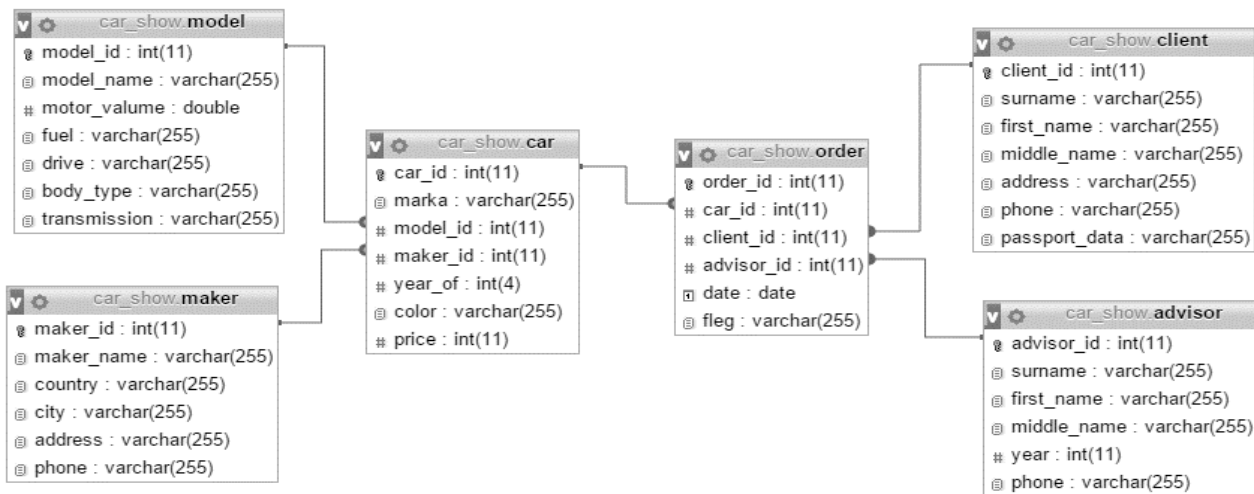 car_show.model
model_id : int(11)
model_name : varchar(255)
# motor_valume : double
fuel : varchar(255)
drive : varchar(255)
body_type : varchar(255)
transmission : varchar(255)
car_show.maker
maker_id : int(11)
maker_name : varchar(255)
country : varchar(255)
city : varchar(255)
address : varchar(255)
phone : varchar(255)
car_show.car
car_id : int(11)
marka : varchar(255)
# model_id : int(11)
# maker_id : int(11)
# year_of : int(4)
color : varchar(255)
# price : int(11)
car_show.order
order_id : int(11)
# car_id : int(11)
# client_id : int(11)
# advisor_id : int(11)
date : date
fleg : varchar(255)
car_show.client
client_id : int(11)
surname : varchar(255)
first_name : varchar(255)
middle_name : varchar(255)
address : varchar(255)
phone : varchar(255)
passport_data : varchar(255)
car_show.advisor
advisor_id : int(11)
surname : varchar(255)
first_name : varchar(255)
middle_name : varchar(255)
# year : int(11)
phone : varchar(255)